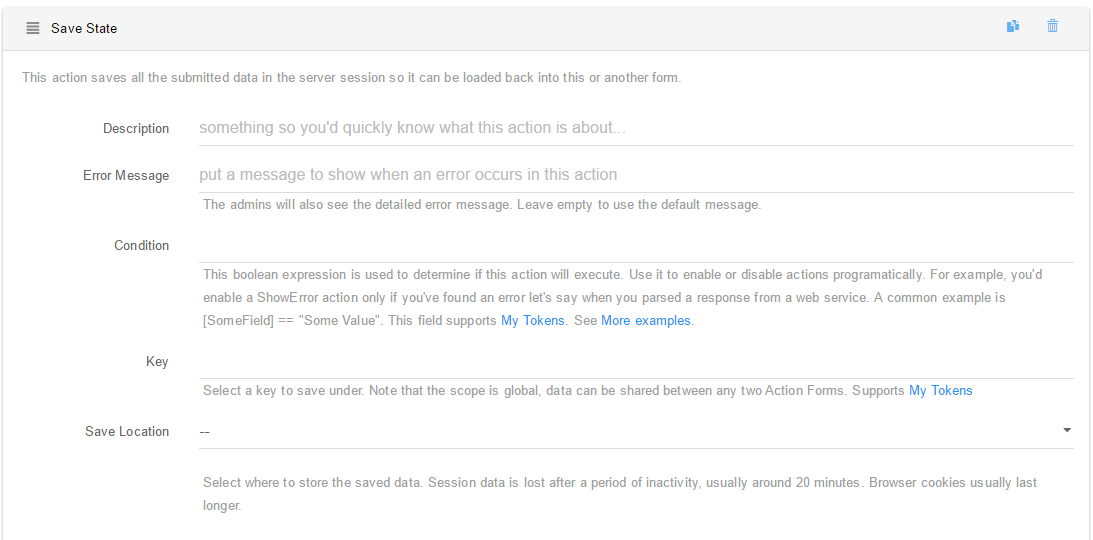 Save State
This action saves all the submitted data in the server session so it can be loaded back into this or another form.
Description
something so you'd quickly know what this action is about...
Error Message
put a message to show when an error occurs in this action
The admins will also see the detailed error message. Leave empty to use the default message.
Condition
This boolean expression is used to determine if this action will execute. Use it to enable or disable actions programatically. For example, you'd
enable a ShowError action only if you've found an error let's say when you parsed a response from a web service. A common example is
[SomeField] == "Some Value". This field supports My Tokens. See More examples.
Key
Select a key to save under. Note that the scope is global, data can be shared between any two Action Forms. Supports My Tokens
Save Location
--
Select where to store the saved data. Session data is lost after a period of inactivity, usually around 20 minutes. Browser cookies usually last
longer.